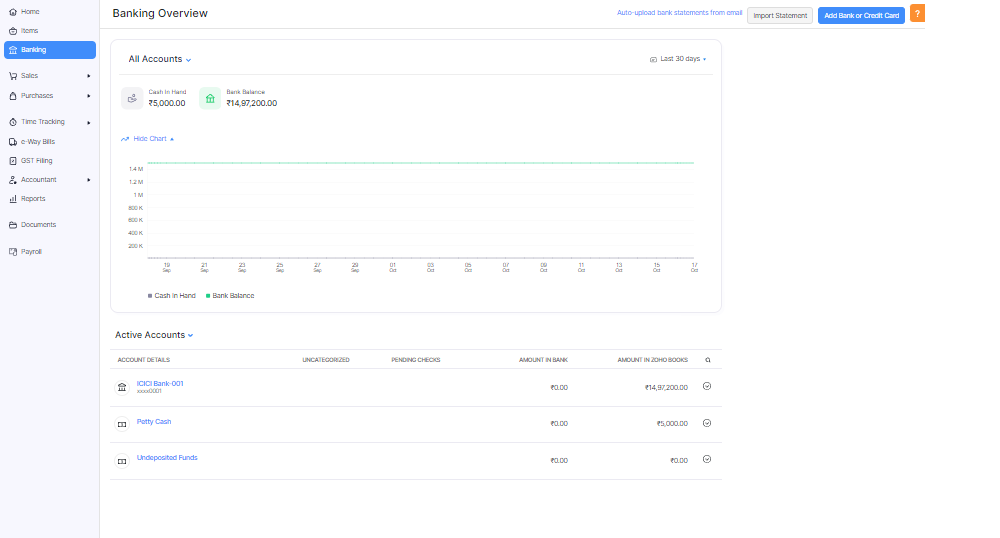 Home
Items
Banking
Sales
Purchases
Time Tracking
e-Way Bills
GST Filing
Accountant
Reports
Documents
Payroll
Banking Overview
Auto-upload bank statements from email
Import Statement
Add Bank or Credit Card
?
All Accounts
Last 30 days
Cash In Hand
₹5,000.00
Bank Balance
₹14,97,200.00
Hide Chart
1.4 M
1.2 M
1 M
800 K
600 K
400 K
200 K
19 21 23 25 27 29 01 03 05 07 09 11 13 15 17
Sep Sep Sep Sep Sep Sep Oct Oct Oct Oct Oct Oct Oct Oct Oct
Cash In Hand Bank Balance
Active Accounts
ACCOUNT DETAILS UNCATEGORIZED PENDING CHECKS AMOUNT IN BANK AMOUNT IN ZOHO BOOKS
ICICI Bank-001 ₹0.00 ₹14,97,200.00
xxxx0001
Petty Cash ₹0.00 ₹5,000.00
Undeposited Funds ₹0.00 ₹0.00